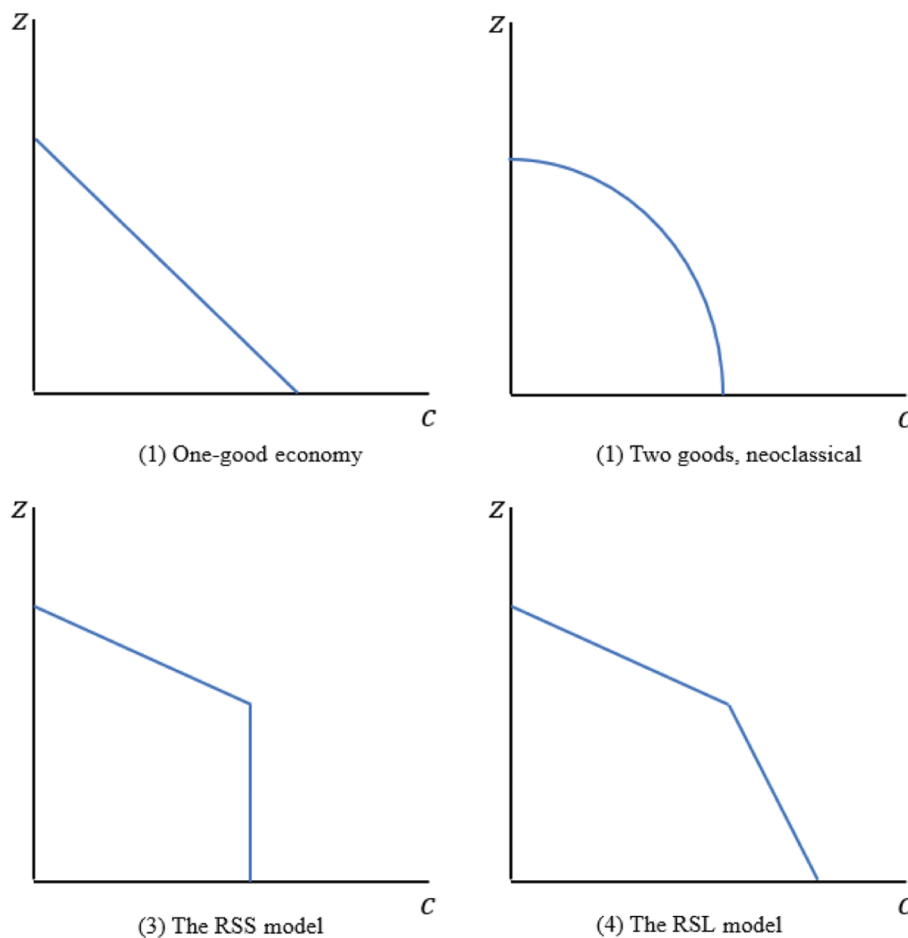 z
z
c
c
(1) One-good economy
(1) Two goods, neoclassical
z
z
c
c
(3) The RSS model
(4) The RSL model